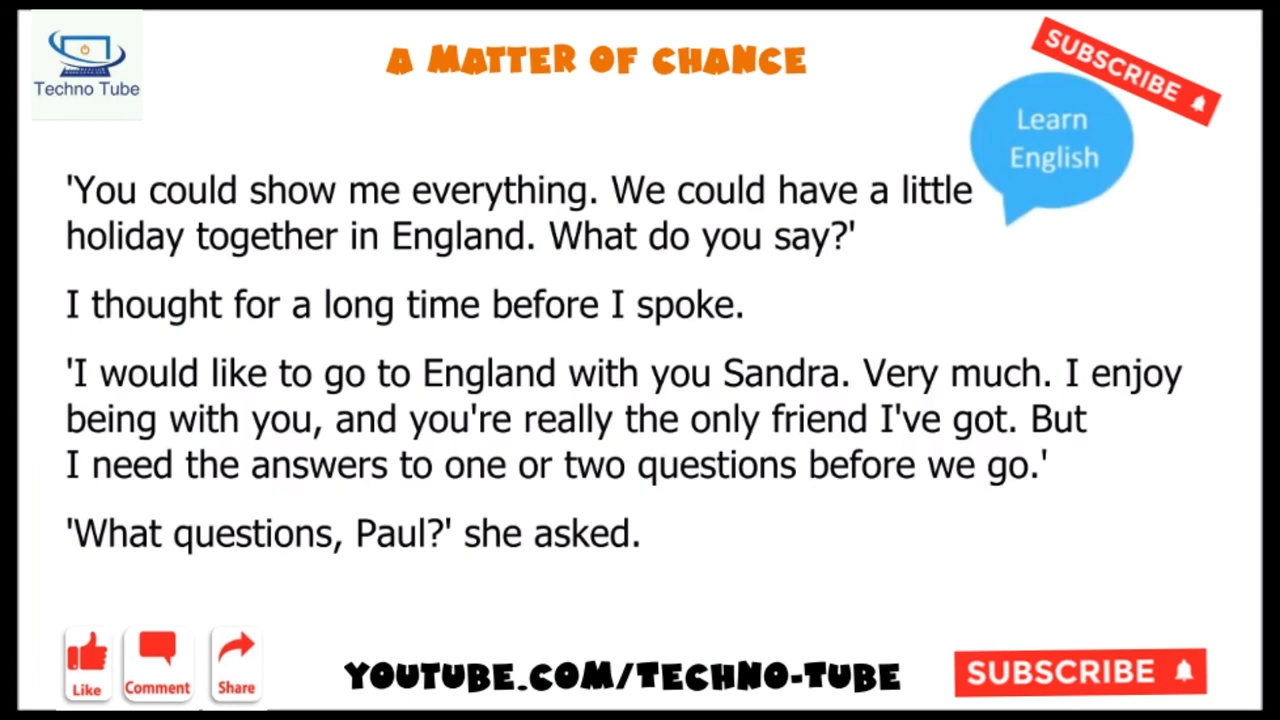 Techno Tube
A MATTER OF CHANCE
SUBSCRIBE
Learn
English
'You could show me everything. We could have a little
holiday together in England. What do you say?'
I thought for a long time before I spoke.
'I would like to go to England with you Sandra. Very much. I enjoy
being with you, and you're really the only friend I've got. But
I need the answers to one or two questions before we go.'
'What questions, Paul?' she asked.
Like
Comment
Share
YOUTUBE.COM/TECHNO-TUBE
SUBSCRIBE